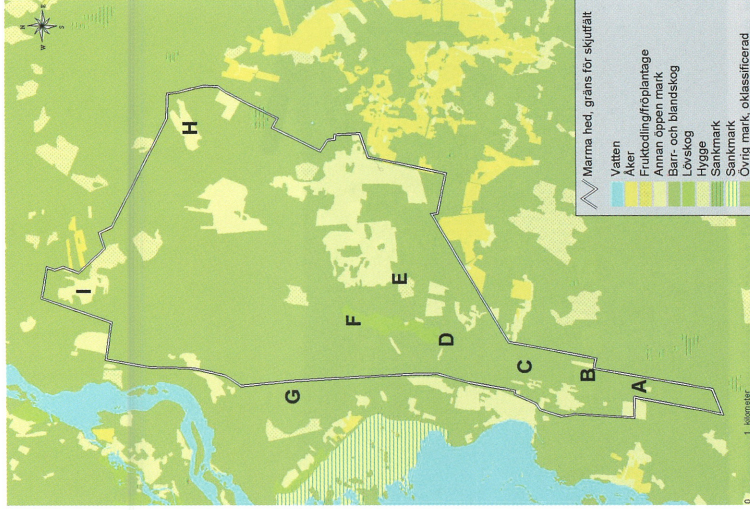 N
W E
S
I
H
F
E
D
G
C
B
A
Marma hed, gräns för skjutfält
Vatten
Åker
Fruktodling/fröplantage
Annan öppen mark
Barr- och blandskog
Lövskog
Hygge
Sankmark
Sankmark
Övrig mark, oklassificerad
0 1 kilometer